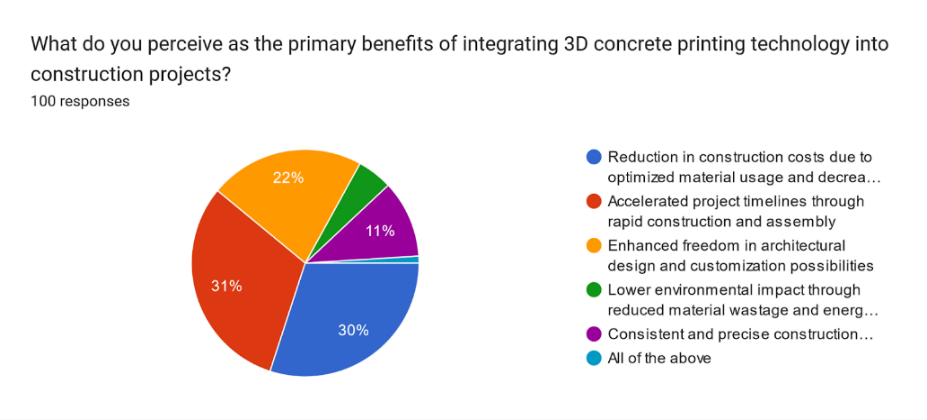 What do you perceive as the primary benefits of integrating 3D concrete printing technology into
construction projects?
100 responses
22%
11%
31%
30%
Reduction in construction costs due to
optimized material usage and decrea...
Accelerated project timelines through
rapid construction and assembly
Enhanced freedom in architectural
design and customization possibilities
Lower environmental impact through
reduced material wastage and energ...
Consistent and precise construction...
All of the above